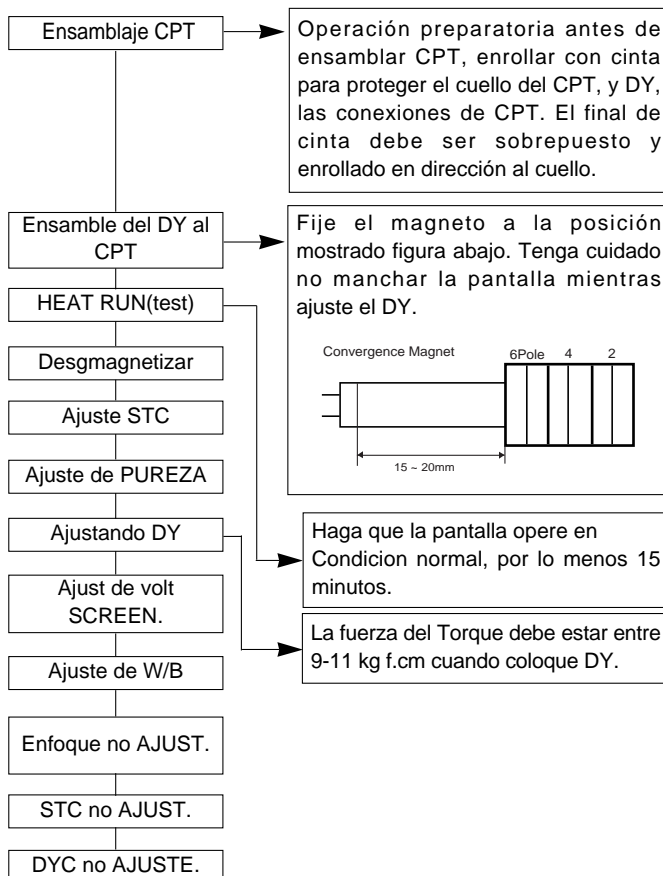 Ensamblaje CPT
Operación preparatoria antes de
ensamblar CPT, enrollar con cinta
para proteger el cuello del CPT, y DY,
las conexiones de CPT. El final de
cinta debe ser sobrepuesto y
enrollado en dirección al cuello.
Ensamble del DY al
CPT
Fije el magneto a la posición
mostrado figura abajo. Tenga cuidado
no manchar la pantalla mientras
ajuste el DY.
Convergence Magnet
6Pole 4 2
15 ~ 20mm
HEAT RUN(test)
Desgmagnetizar
Ajuste STC
Ajuste de PUREZA
Ajustando DY
Haga que la pantalla opere en
Condicion normal, por lo menos 15
minutos.
Ajust de volt
SCREEN.
La fuerza del Torque debe estar entre
9-11 kg f.cm cuando coloque DY.
Ajuste de W/B
Enfoque no AJUST.
STC no AJUST.
DYC no AJUSTE.